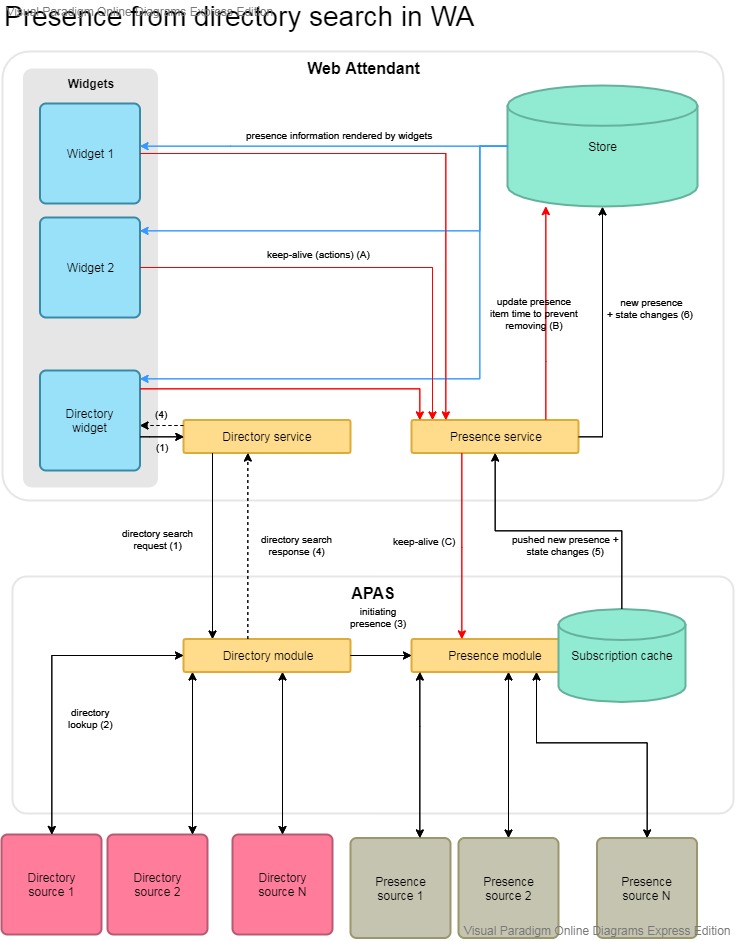 Presence from directory search in WA
Visual Paradigm Online Diagrams Express Edition
Web Attendant
Widgets
Widget 1
presence information rendered by widgets
Store
Widget 2
keep-alive (actions) (A)
update presence
item time to prevent
removing (B)
new presence
+ state changes (6)
Directory
widget
(4)
(1)
Directory service
Presence service
directory search
request (1)
directory search
response (4)
keep-alive (C)
pushed new presence +
state changes (5)
APAS
initiating
presence (3)
Directory module
Presence module
Subscription cache
directory
lookup (2)
Directory
source 1
Directory
source 2
Directory
source N
Presence
source 1
Presence
source 2
Presence
source N
Visual Paradigm Online Diagrams Express Edition